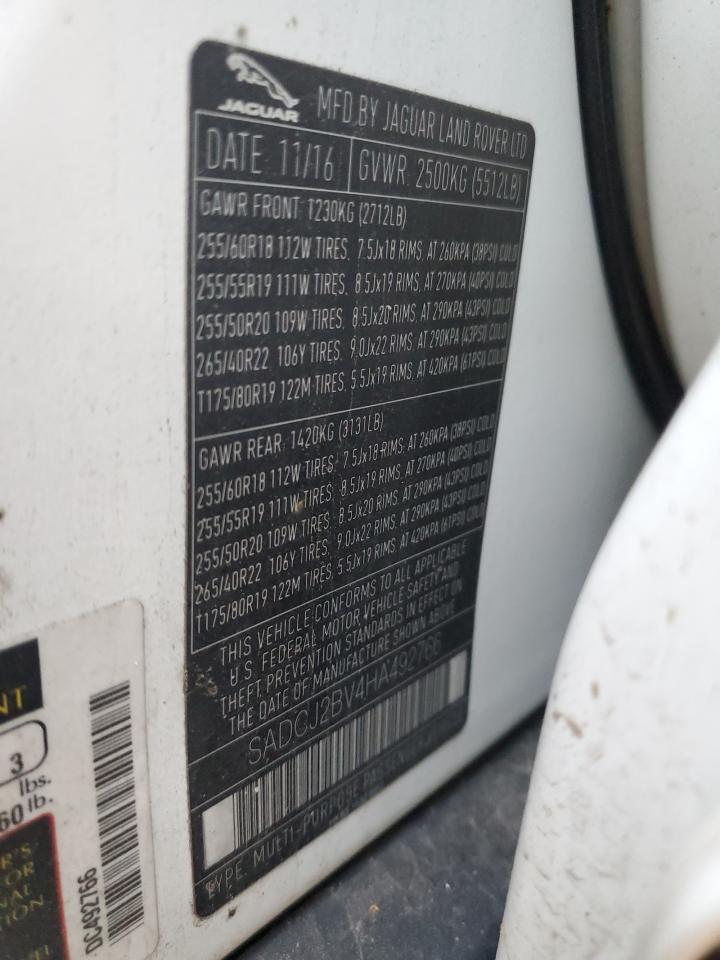 JAGUAR
MFD BY JAGUAR LAND ROVER LTD
DATE 11/16
GVWR: 2500KG (5512LB)
GAWR FRONT: 1230KG (2712LB)
255/60R18 112W TIRES, 7.5Jx18 RIMS, AT 260KPA (38PSI) COLD
255/55R19 111W TIRES, 8.5Jx19 RIMS, AT 270KPA (40PSI) COLD
255/50R20 109W TIRES, 8.5Jx20 RIMS, AT 290KPA (43PSI) COLD
265/40R22 106Y TIRES, 9.0Jx22 RIMS, AT 290KPA (43PSI) COLD
T175/80R19 122M TIRES, 5.5Jx19 RIMS, AT 420KPA (61PSI) COLD
GAWR REAR: 1420KG (3131LB)
255/60R18 112W TIRES, 7.5Jx18 RIMS, AT 260KPA (38PSI) COLD
255/55R19 111W TIRES, 8.5Jx19 RIMS, AT 270KPA (40PSI) COLD
255/50R20 109W TIRES, 8.5Jx20 RIMS, AT 290KPA (43PSI) COLD
265/40R22 106Y TIRES, 9.0Jx22 RIMS, AT 290KPA (43PSI) COLD
T175/80R19 122M TIRES, 5.5Jx19 RIMS, AT 420KPA (61PSI) COLD
THIS VEHICLE CONFORMS TO ALL APPLICABLE
U.S. FEDERAL MOTOR VEHICLE SAFETY AND
THEFT PREVENTION STANDARDS IN EFFECT ON
THE DATE OF MANUFACTURE SHOWN ABOVE
SADCJ2BV4HA492766
TYPE: MULTI-PURPOSE PASSENGER
NT
3
lbs.
60 lb.
R'S
FOR
NAL
TION
DC492766